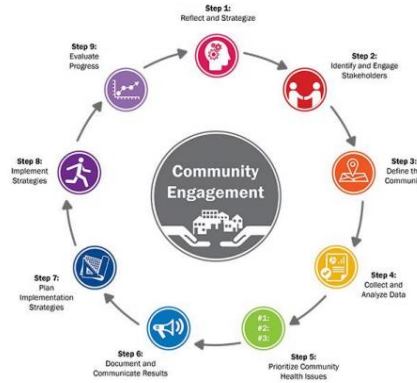 Step 1:
Reflect and Strategize
Step 2:
Identify and Engage
Stakeholders
Step 3:
Define th
Communi
Step 4:
Collect and
Analyze Data
#1:
#2:
#3:
Step 5:
Prioritize Community
Health Issues
Step 6:
Document and
Communicate Results
Step 7:
Plan
Implementation
Strategies
Step 8:
Implement
Strategies
Step 9:
Evaluate
Progress
Community
Engagement